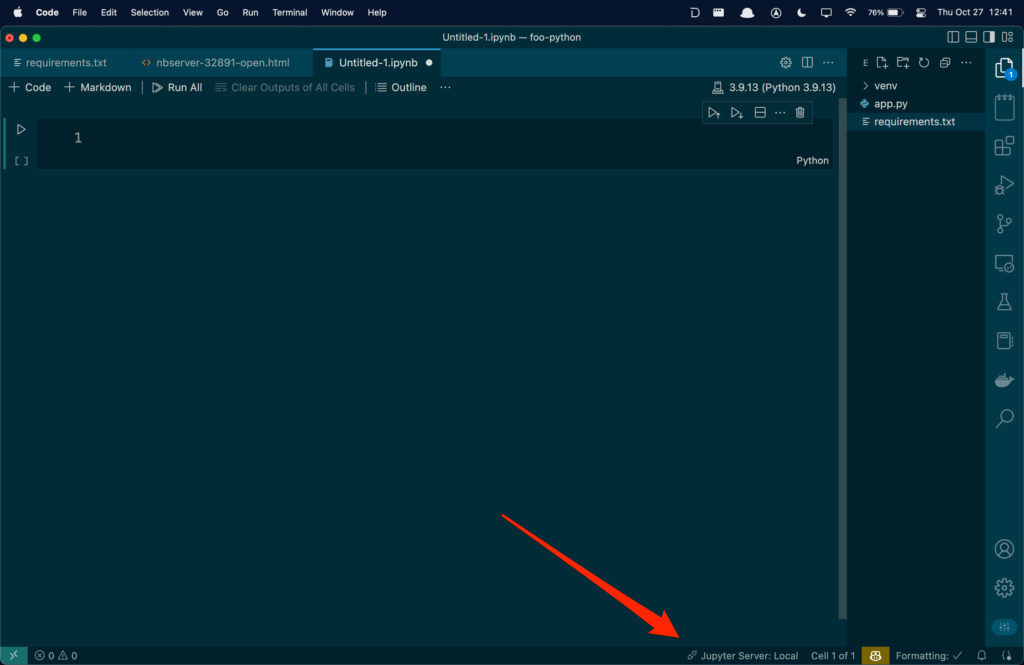 Code File Edit Selection View Go Run Terminal Window Help 76% Thu Oct 27 12:41
Untitled-1.ipynb — foo-python
requirements.txt nbserver-32891-open.html Untitled-1.ipynb E
Code Markdown Run All Clear Outputs of All Cells Outline 3.9.13 (Python 3.9.13)
venv
app.py
requirements.txt
1
1
[ ] Python
0 0 Jupyter Server: Local Cell 1 of 1 Formatting: